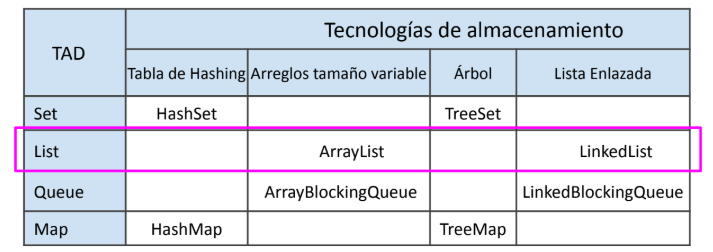 TAD
Tecnologías de almacenamiento
Tabla de Hashing Arreglos tamaño variable Árbol Lista Enlazada
Set HashSet TreeSet
List ArrayList LinkedList
Queue ArrayBlockingQueue LinkedBlockingQueue
Map HashMap TreeMap